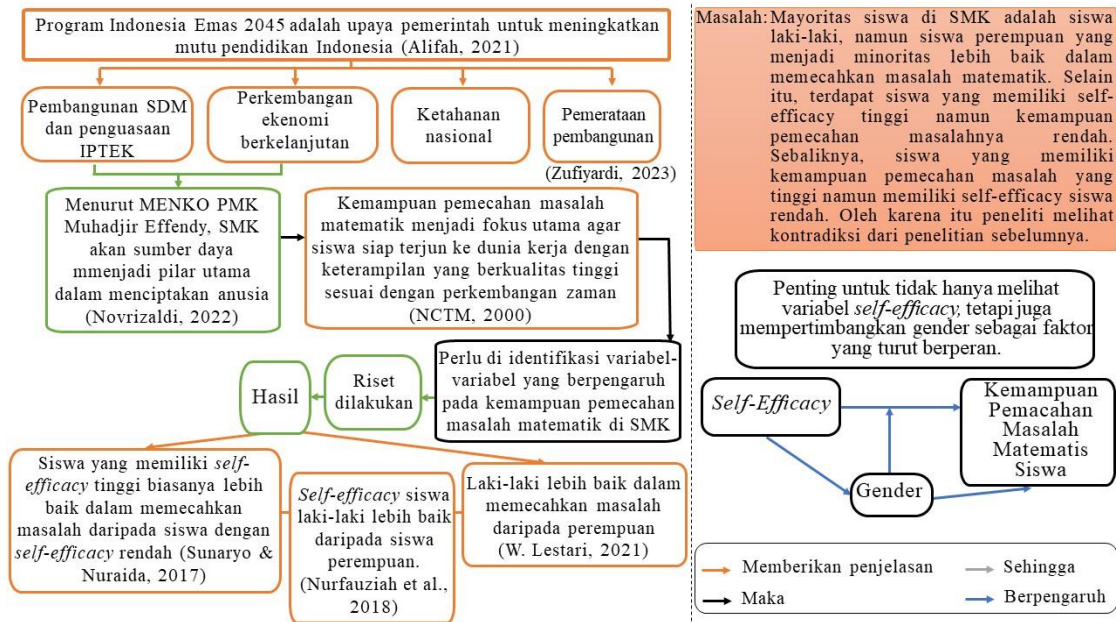 Program Indonesia Emas 2045 adalah upaya pemerintah untuk meningkatkan
mutu pendidikan Indonesia (Alifah, 2021)
Pembangunan SDM
dan penguasaan
IPTEK
Perkembangan
ekonomi
berkelanjutan
Ketahanan
nasional
Pemerataan
pembangunan
(Zufiyardi, 2023)
Menurut MENKO PMK
Muhadjir Effendy, SMK
akan sumber daya
mmenjadi pilar utama
dalam menciptakan anusia
(Novrizaldi, 2022)
Kemampuan pemecahan masalah
matematik menjadi fokus utama agar
siswa siap terjun ke dunia kerja dengan
keterampilan yang berkualitas tinggi
sesuai dengan perkembangan zaman
(NCTM, 2000)
Perlu di identifikasi variabel-
variabel yang berpengaruh
pada kemampuan pemecahan
masalah matematik di SMK
Riset
dilakukan
Hasil
Siswa yang memiliki self-
efficacy tinggi biasanya lebih
baik dalam memecahkan
masalah daripada siswa dengan
self-efficacy rendah (Sunaryo &
Nuraida, 2017)
Self-efficacy siswa
laki-laki lebih baik
daripada siswa
perempuan.
(Nurfauziah et al.,
2018)
Laki-laki lebih baik dalam
memecahkan masalah
daripada perempuan
(W. Lestari, 2021)
Masalah: Mayoritas siswa di SMK adalah siswa
laki-laki, namun siswa perempuan yang
menjadi minoritas lebih baik dalam
memecahkan masalah matematik. Selain
itu, terdapat siswa yang memiliki self-
efficacy tinggi namun kemampuan
pemecahan masalahnya rendah.
Sebaliknya, siswa yang memiliki
kemampuan pemecahan masalah yang
tinggi namun memiliki self-efficacy siswa
rendah. Oleh karena itu peneliti melihat
kontradiksi dari penelitian sebelumnya.
Penting untuk tidak hanya melihat
variabel self-efficacy, tetapi juga
mempertimbangkan gender sebagai faktor
yang turut berperan.
Self-Efficacy
Gender
Kemampuan
Pemacahan
Masalah
Matematis
Siswa
Memberikan penjelasan
Sehingga
Maka
Berpengaruh